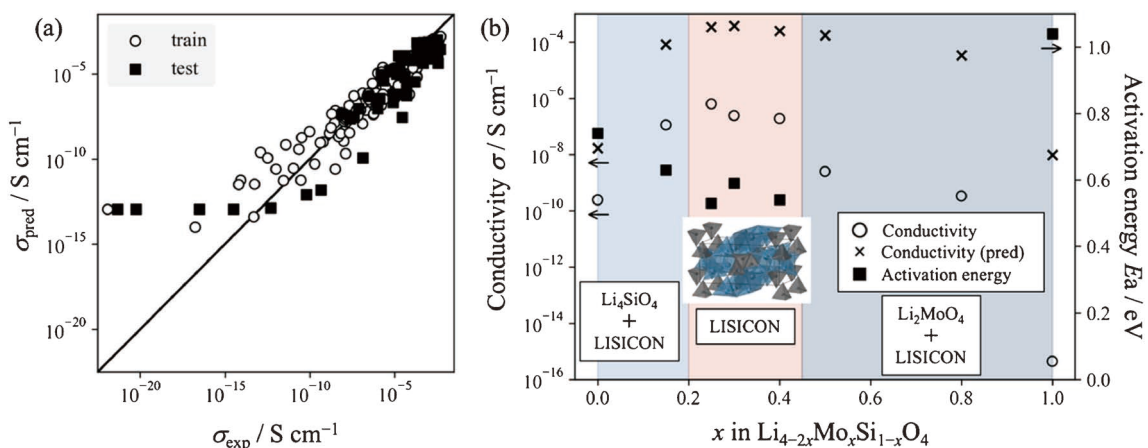 (a)
train
test
10⁻⁵
10⁻¹⁰
10⁻¹⁵
10⁻²⁰
σpred / S cm⁻¹
10⁻²⁰
10⁻¹⁵
10⁻¹⁰
10⁻⁵
σexp / S cm⁻¹
(b)
10⁻⁴
10⁻⁶
10⁻⁸
10⁻¹⁰
10⁻¹²
10⁻¹⁴
10⁻¹⁶
Conductivity σ / S cm⁻¹
Li₄SiO₄
+
LISICON
LISICON
Conductivity
Conductivity (pred)
Activation energy
Li₂MoO₄
+
LISICON
1.0
0.8
0.6
0.4
0.2
0.0
Activation energy Ea / eV
0.0
0.2
0.4
0.6
0.8
1.0
x in Li₄₋₂ₓMoₓSi₁₋ₓO₄